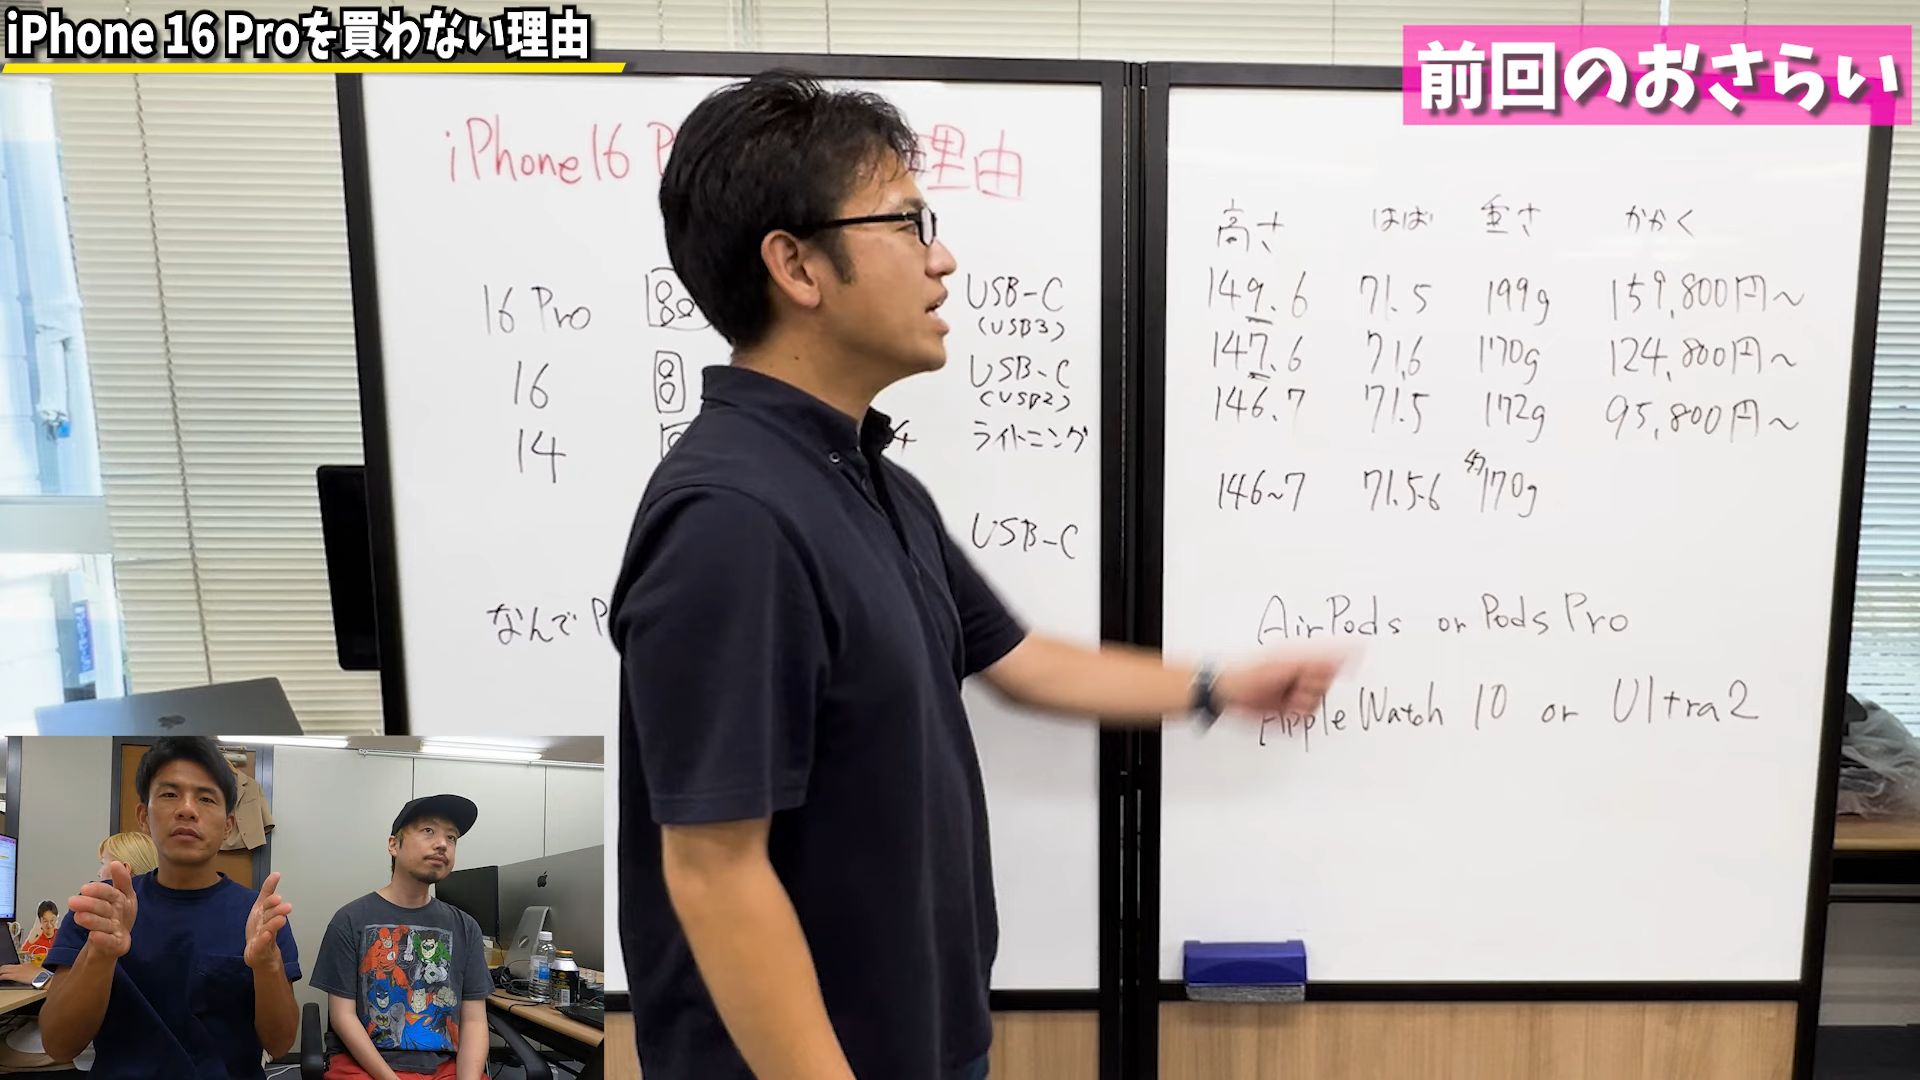 iPhone 16 Proを買わない理由
前回のおさらい
iPhone16 P 理由
高さ はば 重さ かかく
16 Pro USB-C 149.6 71.5 199g 159,800円~
(USB3)
16 USB-C 147.6 71.6 170g 124,800円~
(USB2)
14 ライトニング 146.7 71.5 172g 95,800円~
146~7 71.5-6 約170g
USB-C
なんで P
AirPods or Pods Pro
Apple Watch 10 or Ultra2